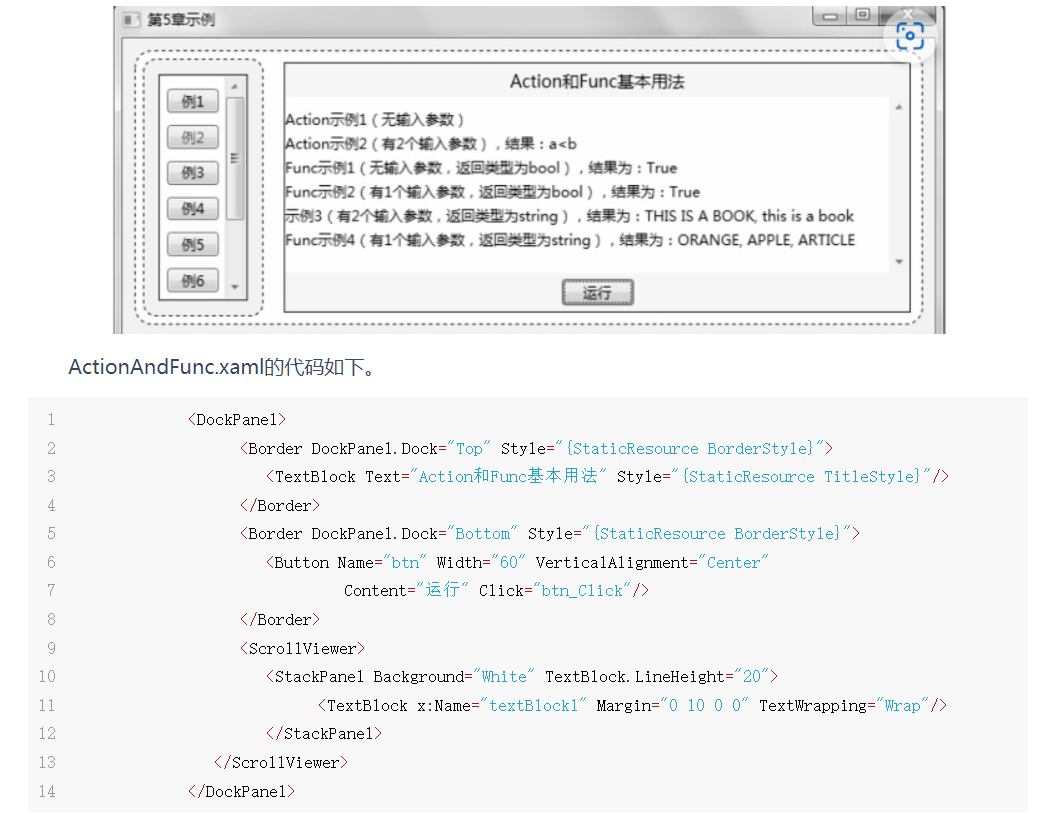 第5章示例
例1
例2
例3
例4
例5
例6
Action和Func基本用法
Action示例1（无输入参数）
Action示例2（有2个输入参数），结果：a<b
Func示例1（无输入参数，返回类型为bool），结果为：True
Func示例2（有1个输入参数，返回类型为bool），结果为：True
示例3（有2个输入参数，返回类型为string），结果为：THIS IS A BOOK, this is a book
Func示例4（有1个输入参数，返回类型为string），结果为：ORANGE, APPLE, ARTICLE
运行
ActionAndFunc.xaml的代码如下。
1 <DockPanel>
2 <Border DockPanel.Dock="Top" Style="{StaticResource BorderStyle}">
3 <TextBlock Text="Action和Func基本用法" Style="{StaticResource TitleStyle}"/>
4 </Border>
5 <Border DockPanel.Dock="Bottom" Style="{StaticResource BorderStyle}">
6 <Button Name="btn" Width="60" VerticalAlignment="Center"
7 Content="运行" Click="btn_Click"/>
8 </Border>
9 <ScrollViewer>
10 <StackPanel Background="White" TextBlock.LineHeight="20">
11 <TextBlock x:Name="textBlock1" Margin="0 10 0 0" TextWrapping="Wrap"/>
12 </StackPanel>
13 </ScrollViewer>
14 </DockPanel>